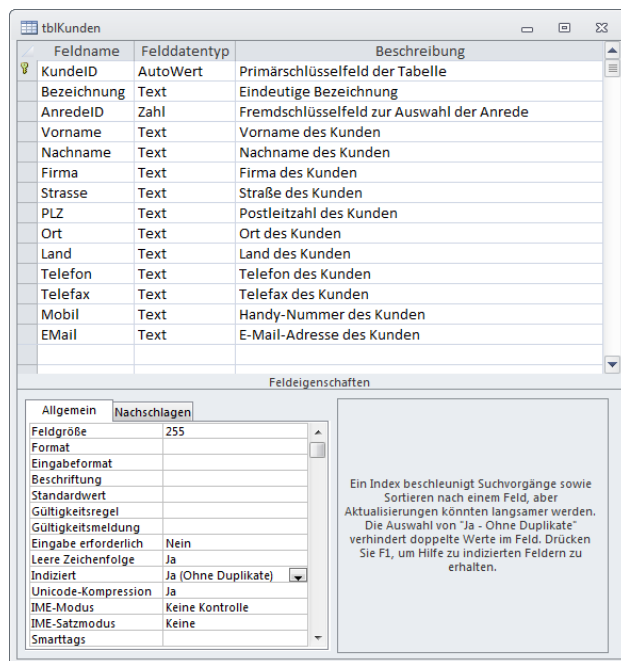 tblKunden
Feldname Felddatentyp Beschreibung
KundeID AutoWert Primärschlüsselfeld der Tabelle
Bezeichnung Text Eindeutige Bezeichnung
AnredeID Zahl Fremdschlüsselfeld zur Auswahl der Anrede
Vorname Text Vorname des Kunden
Nachname Text Nachname des Kunden
Firma Text Firma des Kunden
Strasse Text Straße des Kunden
PLZ Text Postleitzahl des Kunden
Ort Text Ort des Kunden
Land Text Land des Kunden
Telefon Text Telefon des Kunden
Telefax Text Telefax des Kunden
Mobil Text Handy-Nummer des Kunden
EMail Text E-Mail-Adresse des Kunden
Feldeigenschaften
Allgemein Nachschlagen
Feldgröße 255
Format
Eingabeformat
Beschriftung
Standardwert
Gültigkeitsregel
Gültigkeitsmeldung
Eingabe erforderlich Nein
Leere Zeichenfolge Ja
Indiziert Ja (Ohne Duplikate)
Unicode-Kompression Ja
IME-Modus Keine Kontrolle
IME-Satzmodus Keine
Smarttags
Ein Index beschleunigt Suchvorgänge sowie
Sortieren nach einem Feld, aber
Aktualisierungen könnten langsamer werden.
Die Auswahl von "Ja - Ohne Duplikate"
verhindert doppelte Werte im Feld. Drücken
Sie F1, um Hilfe zu indizierten Feldern zu
erhalten.